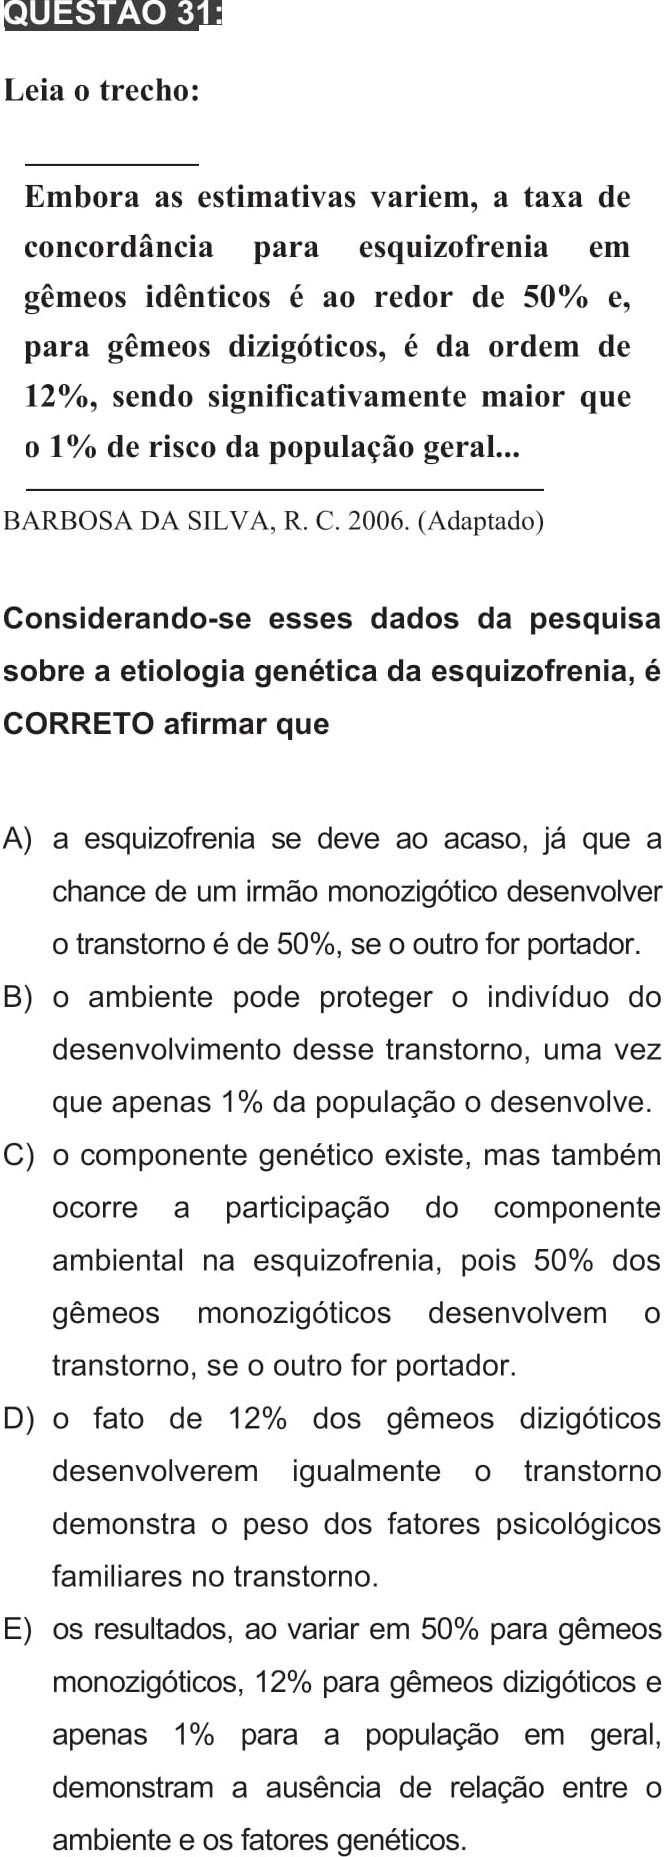 QUESTÃO 31:
Leia o trecho:
Embora as estimativas variem, a taxa de
concordância para esquizofrenia em
gêmeos idênticos é ao redor de 50% e,
para gêmeos dizigóticos, é da ordem de
12%, sendo significativamente maior que
o 1% de risco da população geral...
BARBOSA DA SILVA, R. C. 2006. (Adaptado)
Considerando-se esses dados da pesquisa
sobre a etiologia genética da esquizofrenia, é
CORRETO afirmar que
A) a esquizofrenia se deve ao acaso, já que a
chance de um irmão monozigótico desenvolver
o transtorno é de 50%, se o outro for portador.
B) o ambiente pode proteger o indivíduo do
desenvolvimento desse transtorno, uma vez
que apenas 1% da população o desenvolve.
C) o componente genético existe, mas também
ocorre a participação do componente
ambiental na esquizofrenia, pois 50% dos
gêmeos monozigóticos desenvolvem o
transtorno, se o outro for portador.
D) o fato de 12% dos gêmeos dizigóticos
desenvolverem igualmente o transtorno
demonstra o peso dos fatores psicológicos
familiares no transtorno.
E) os resultados, ao variar em 50% para gêmeos
monozigóticos, 12% para gêmeos dizigóticos e
apenas 1% para a população em geral,
demonstram a ausência de relação entre o
ambiente e os fatores genéticos.